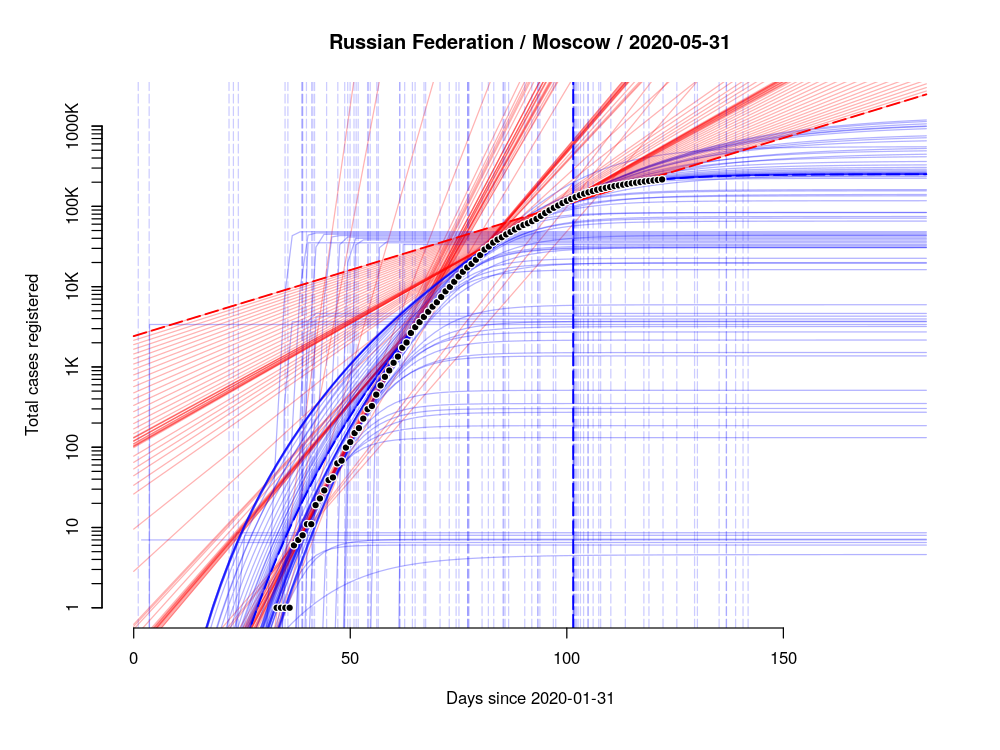 Russian Federation / Moscow / 2020-05-31
Total cases registered
1000K
100K
10K
1K
100
10
1
0 50 100 150
Days since 2020-01-31